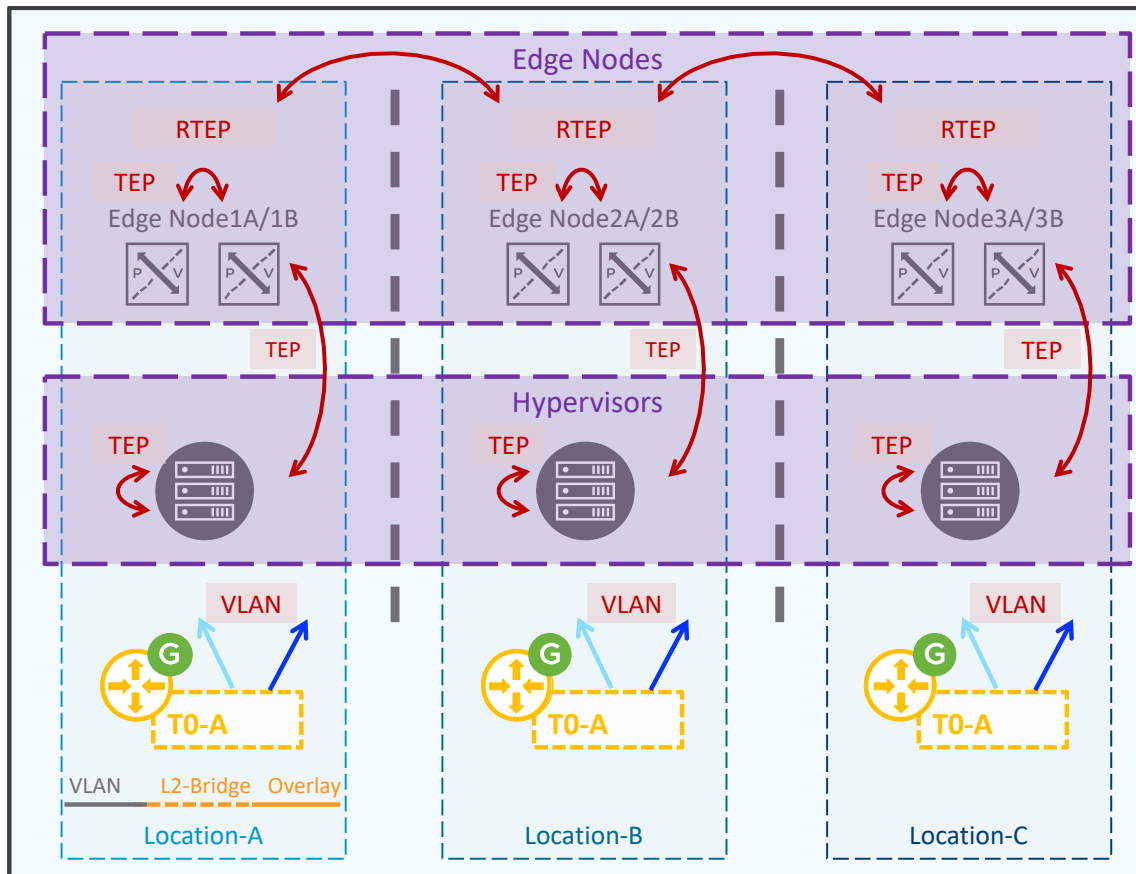 Edge Nodes
RTEP
RTEP
RTEP
TEP
TEP
TEP
Edge Node1A/1B
Edge Node2A/2B
Edge Node3A/3B
P V
P V
P V
P V
P V
P V
TEP
TEP
TEP
Hypervisors
TEP
TEP
TEP
VLAN
VLAN
VLAN
G
G
G
T0-A
T0-A
T0-A
VLAN L2-Bridge Overlay
Location-A
Location-B
Location-C